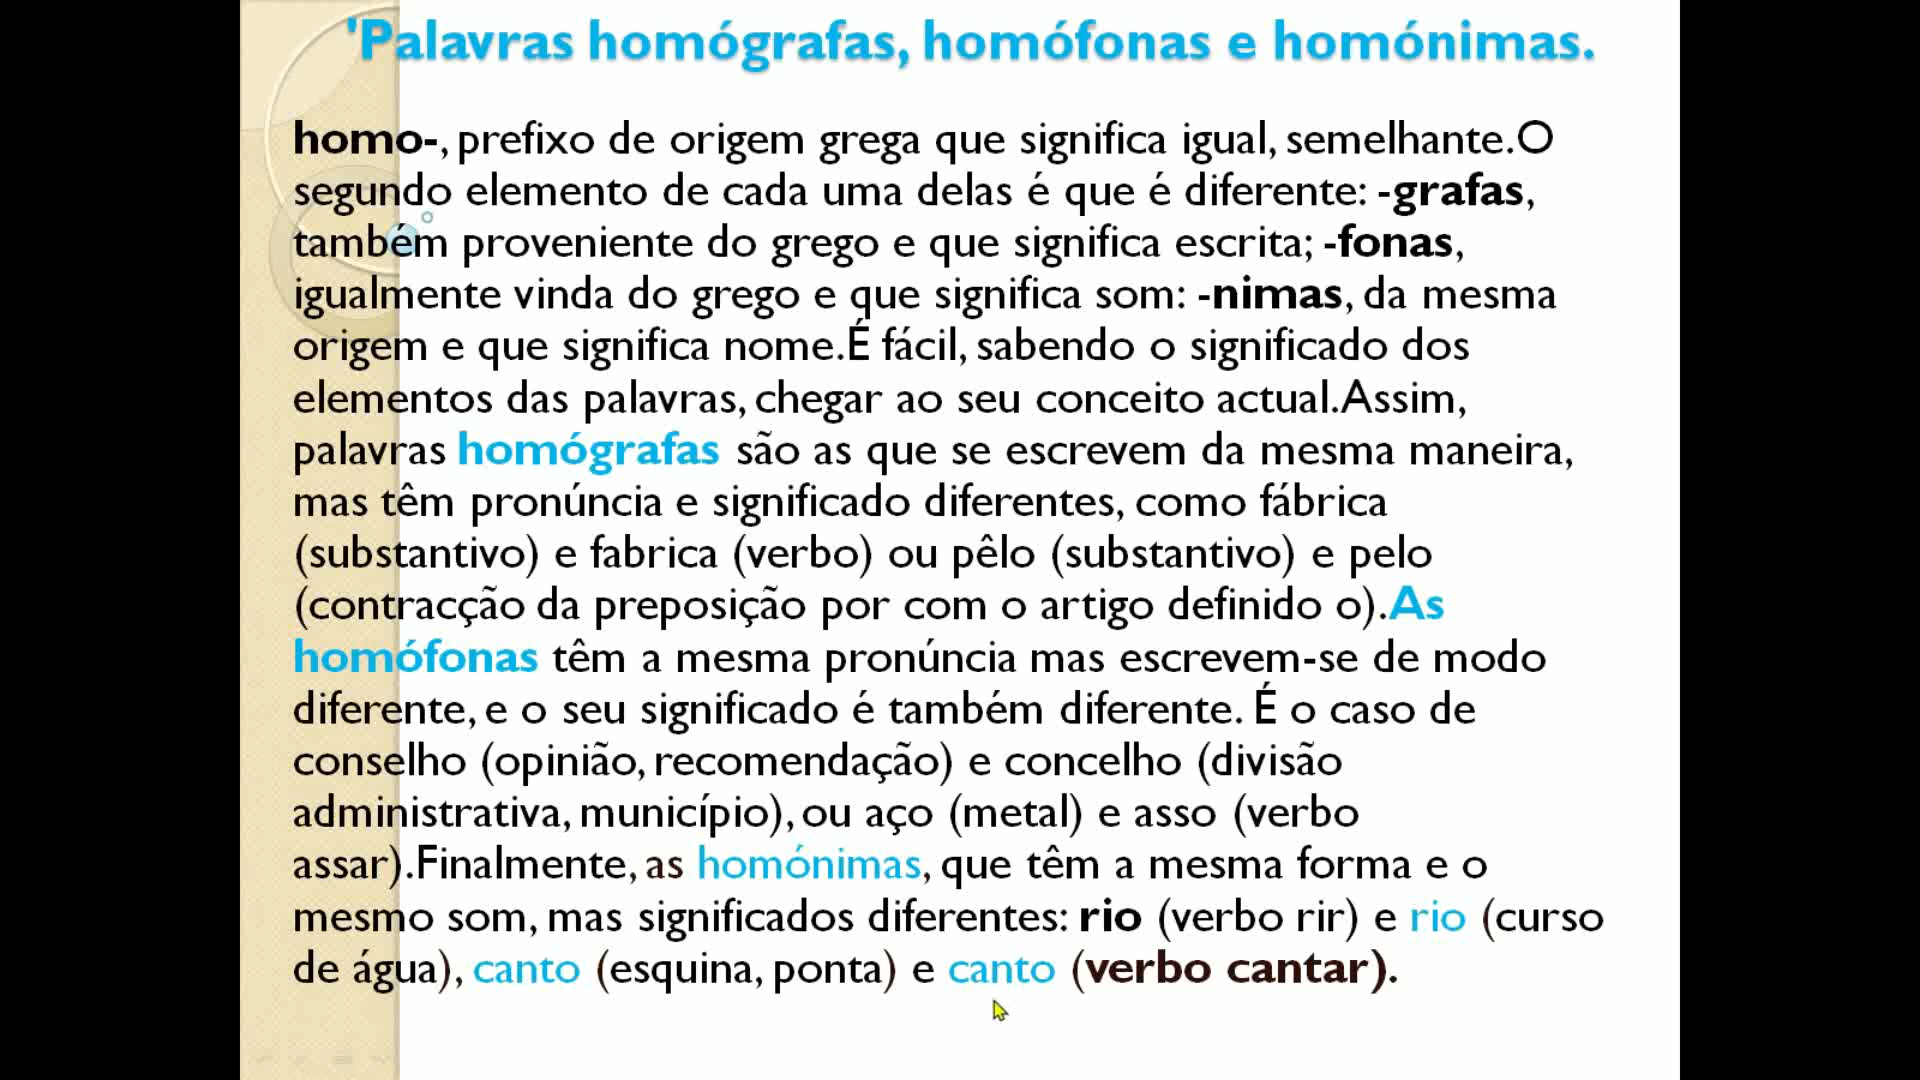 'Palavras homógrafas, homófonas e homónimas.
homo-, prefixo de origem grega que significa igual, semelhante.O
segundo elemento de cada uma delas é que é diferente: -grafas,
também proveniente do grego e que significa escrita; -fonas,
igualmente vinda do grego e que significa som: -nimas, da mesma
origem e que significa nome.É fácil, sabendo o significado dos
elementos das palavras, chegar ao seu conceito actual.Assim,
palavras homógrafas são as que se escrevem da mesma maneira,
mas têm pronúncia e significado diferentes, como fábrica
(substantivo) e fabrica (verbo) ou pêlo (substantivo) e pelo
(contracção da preposição por com o artigo definido o).As
homófonas têm a mesma pronúncia mas escrevem-se de modo
diferente, e o seu significado é também diferente. É o caso de
conselho (opinião, recomendação) e concelho (divisão
administrativa, município), ou aço (metal) e asso (verbo
assar).Finalmente, as homónimas, que têm a mesma forma e o
mesmo som, mas significados diferentes: rio (verbo rir) e rio (curso
de água), canto (esquina, ponta) e canto (verbo cantar).